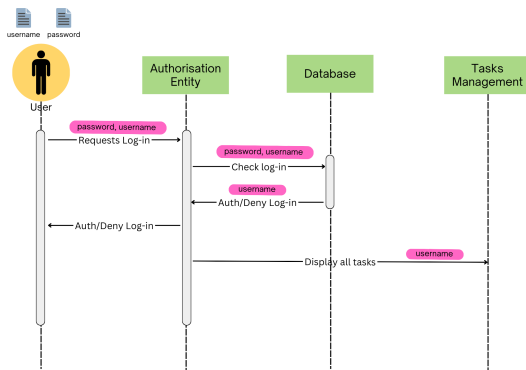 username password
User
Authorisation
Entity
Database
Tasks
Management
password, username
Requests Log-in
password, username
Check log-in
username
Auth/Deny Log-in
Auth/Deny Log-in
username
Display all tasks